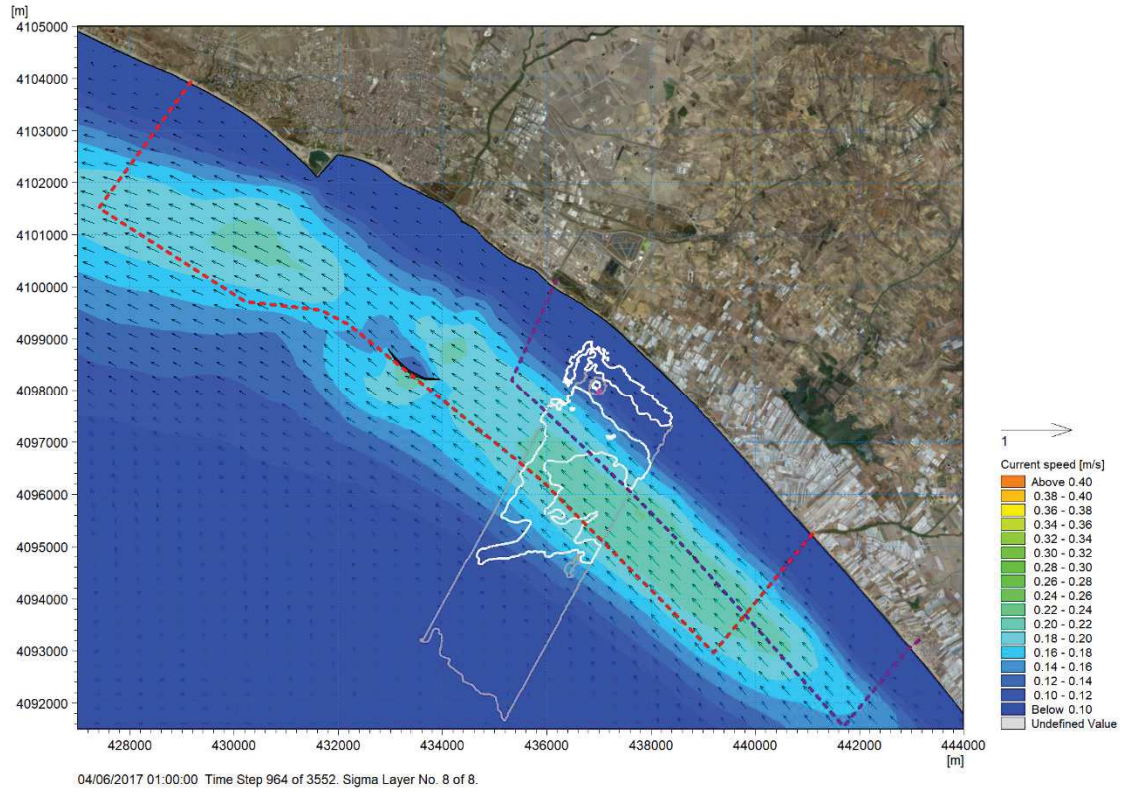 [m]
4105000
4104000
4103000
4102000
4101000
4100000
4099000
4098000
4097000
4096000
4095000
4094000
4093000
4092000
428000 430000 432000 434000 436000 438000 440000 442000 444000
[m]
1
Current speed [m/s]
Above 0.40
0.38 - 0.40
0.36 - 0.38
0.34 - 0.36
0.32 - 0.34
0.30 - 0.32
0.28 - 0.30
0.26 - 0.28
0.24 - 0.26
0.22 - 0.24
0.20 - 0.22
0.18 - 0.20
0.16 - 0.18
0.14 - 0.16
0.12 - 0.14
0.10 - 0.12
Below 0.10
Undefined Value
04/06/2017 01:00:00 Time Step 964 of 3552. Sigma Layer No. 8 of 8.